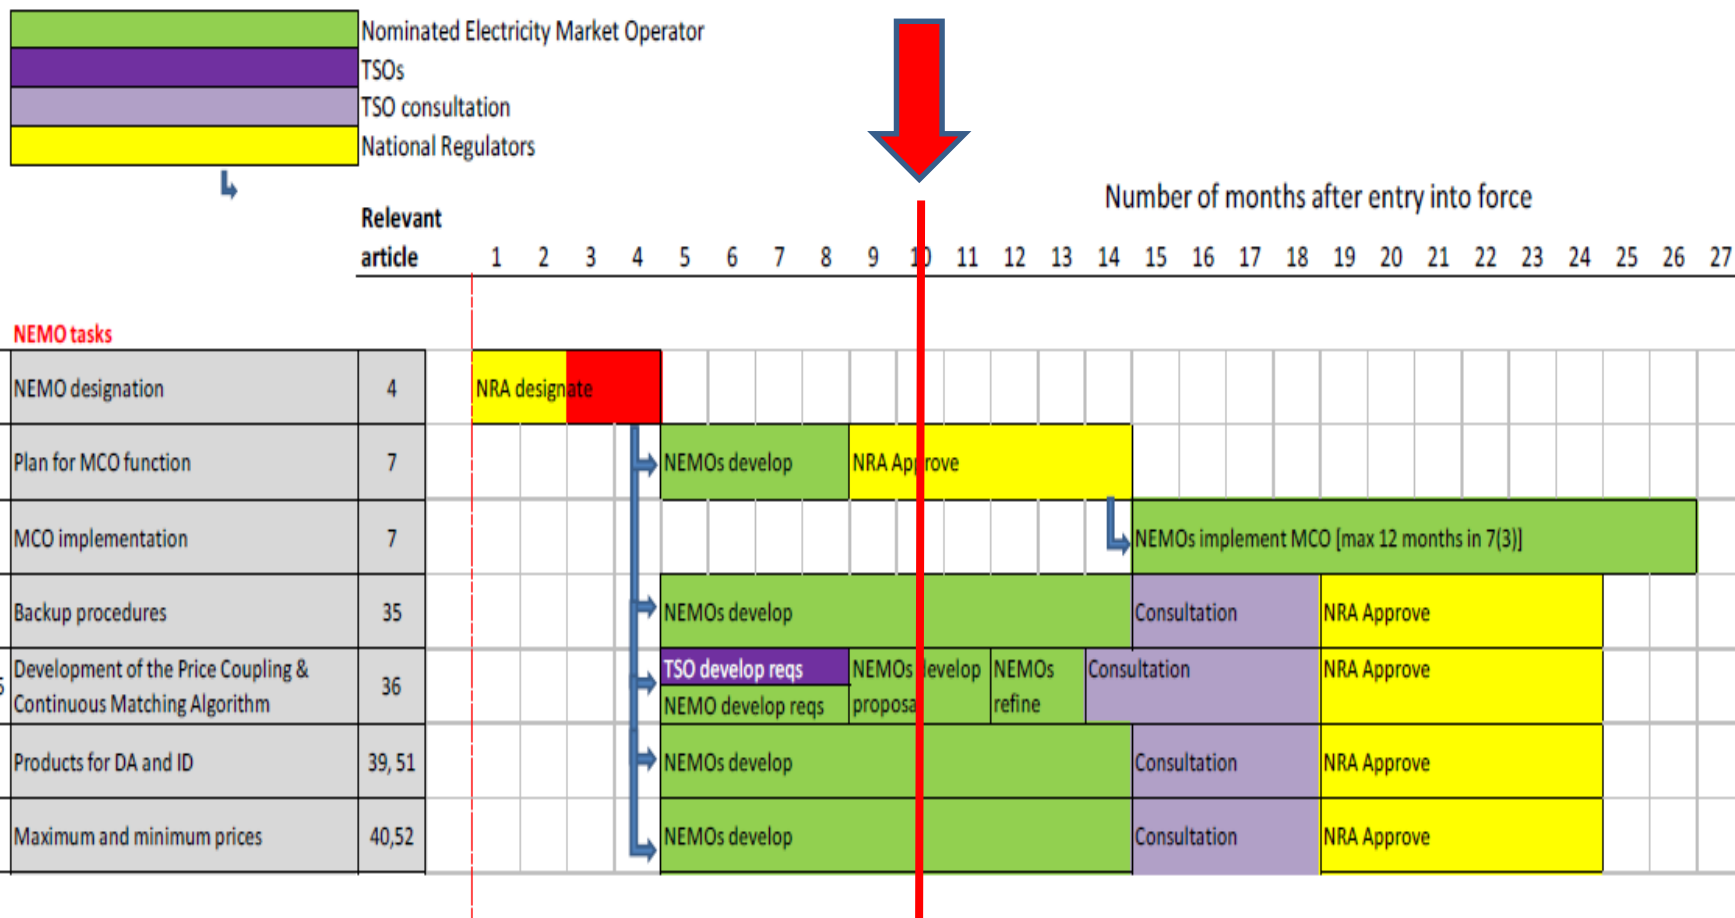 Nominated Electricity Market Operator
TSOs
TSO consultation
National Regulators
Number of months after entry into force
Relevant
article 1 2 3 4 5 6 7 8 9 10 11 12 13 14 15 16 17 18 19 20 21 22 23 24 25 26 27
NEMO tasks
NEMO designation 4 NRA designate
Plan for MCO function 7 NEMOs develop NRA Approve
MCO implementation 7 NEMOs implement MCO [max 12 months in 7(3)]
Backup procedures 35 NEMOs develop Consultation NRA Approve
Development of the Price Coupling &
Continuous Matching Algorithm
36
TSO develop reqs
NEMO develop reqs
NEMOs develop
proposal
NEMOs
refine
Consultation
NRA Approve
Products for DA and ID 39, 51 NEMOs develop Consultation NRA Approve
Maximum and minimum prices 40,52 NEMOs develop Consultation NRA Approve